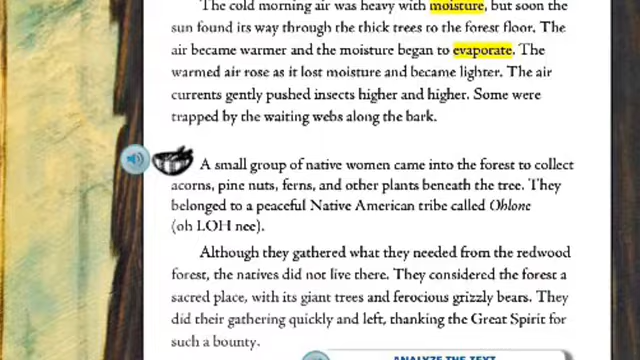 The cold morning air was heavy with moisture, but soon the
sun found its way through the thick trees to the forest floor. The
air became warmer and the moisture began to evaporate. The
warmed air rose as it lost moisture and became lighter. The air
currents gently pushed insects higher and higher. Some were
trapped by the waiting webs along the bark.
A small group of native women came into the forest to collect
acorns, pine nuts, ferns, and other plants beneath the tree. They
belonged to a peaceful Native American tribe called Ohlone
(oh LOH nee).
Although they gathered what they needed from the redwood
forest, the natives did not live there. They considered the forest a
sacred place, with its giant trees and ferocious grizzly bears. They
did their gathering quickly and left, thanking the Great Spirit for
such a bounty.
ANALYZE THE TEXT